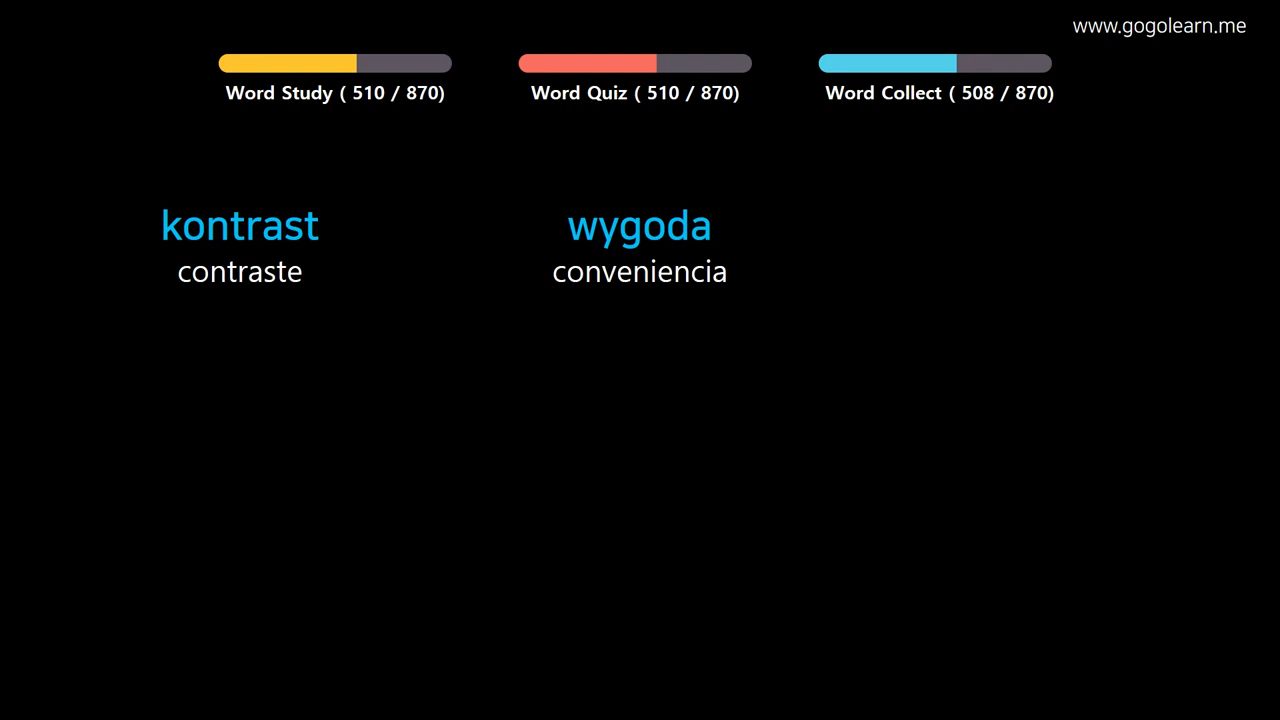 www.gogolearn.me
Word Study ( 510 / 870)
Word Quiz ( 510 / 870)
Word Collect ( 508 / 870)
kontrast
contraste
wygoda
conveniencia